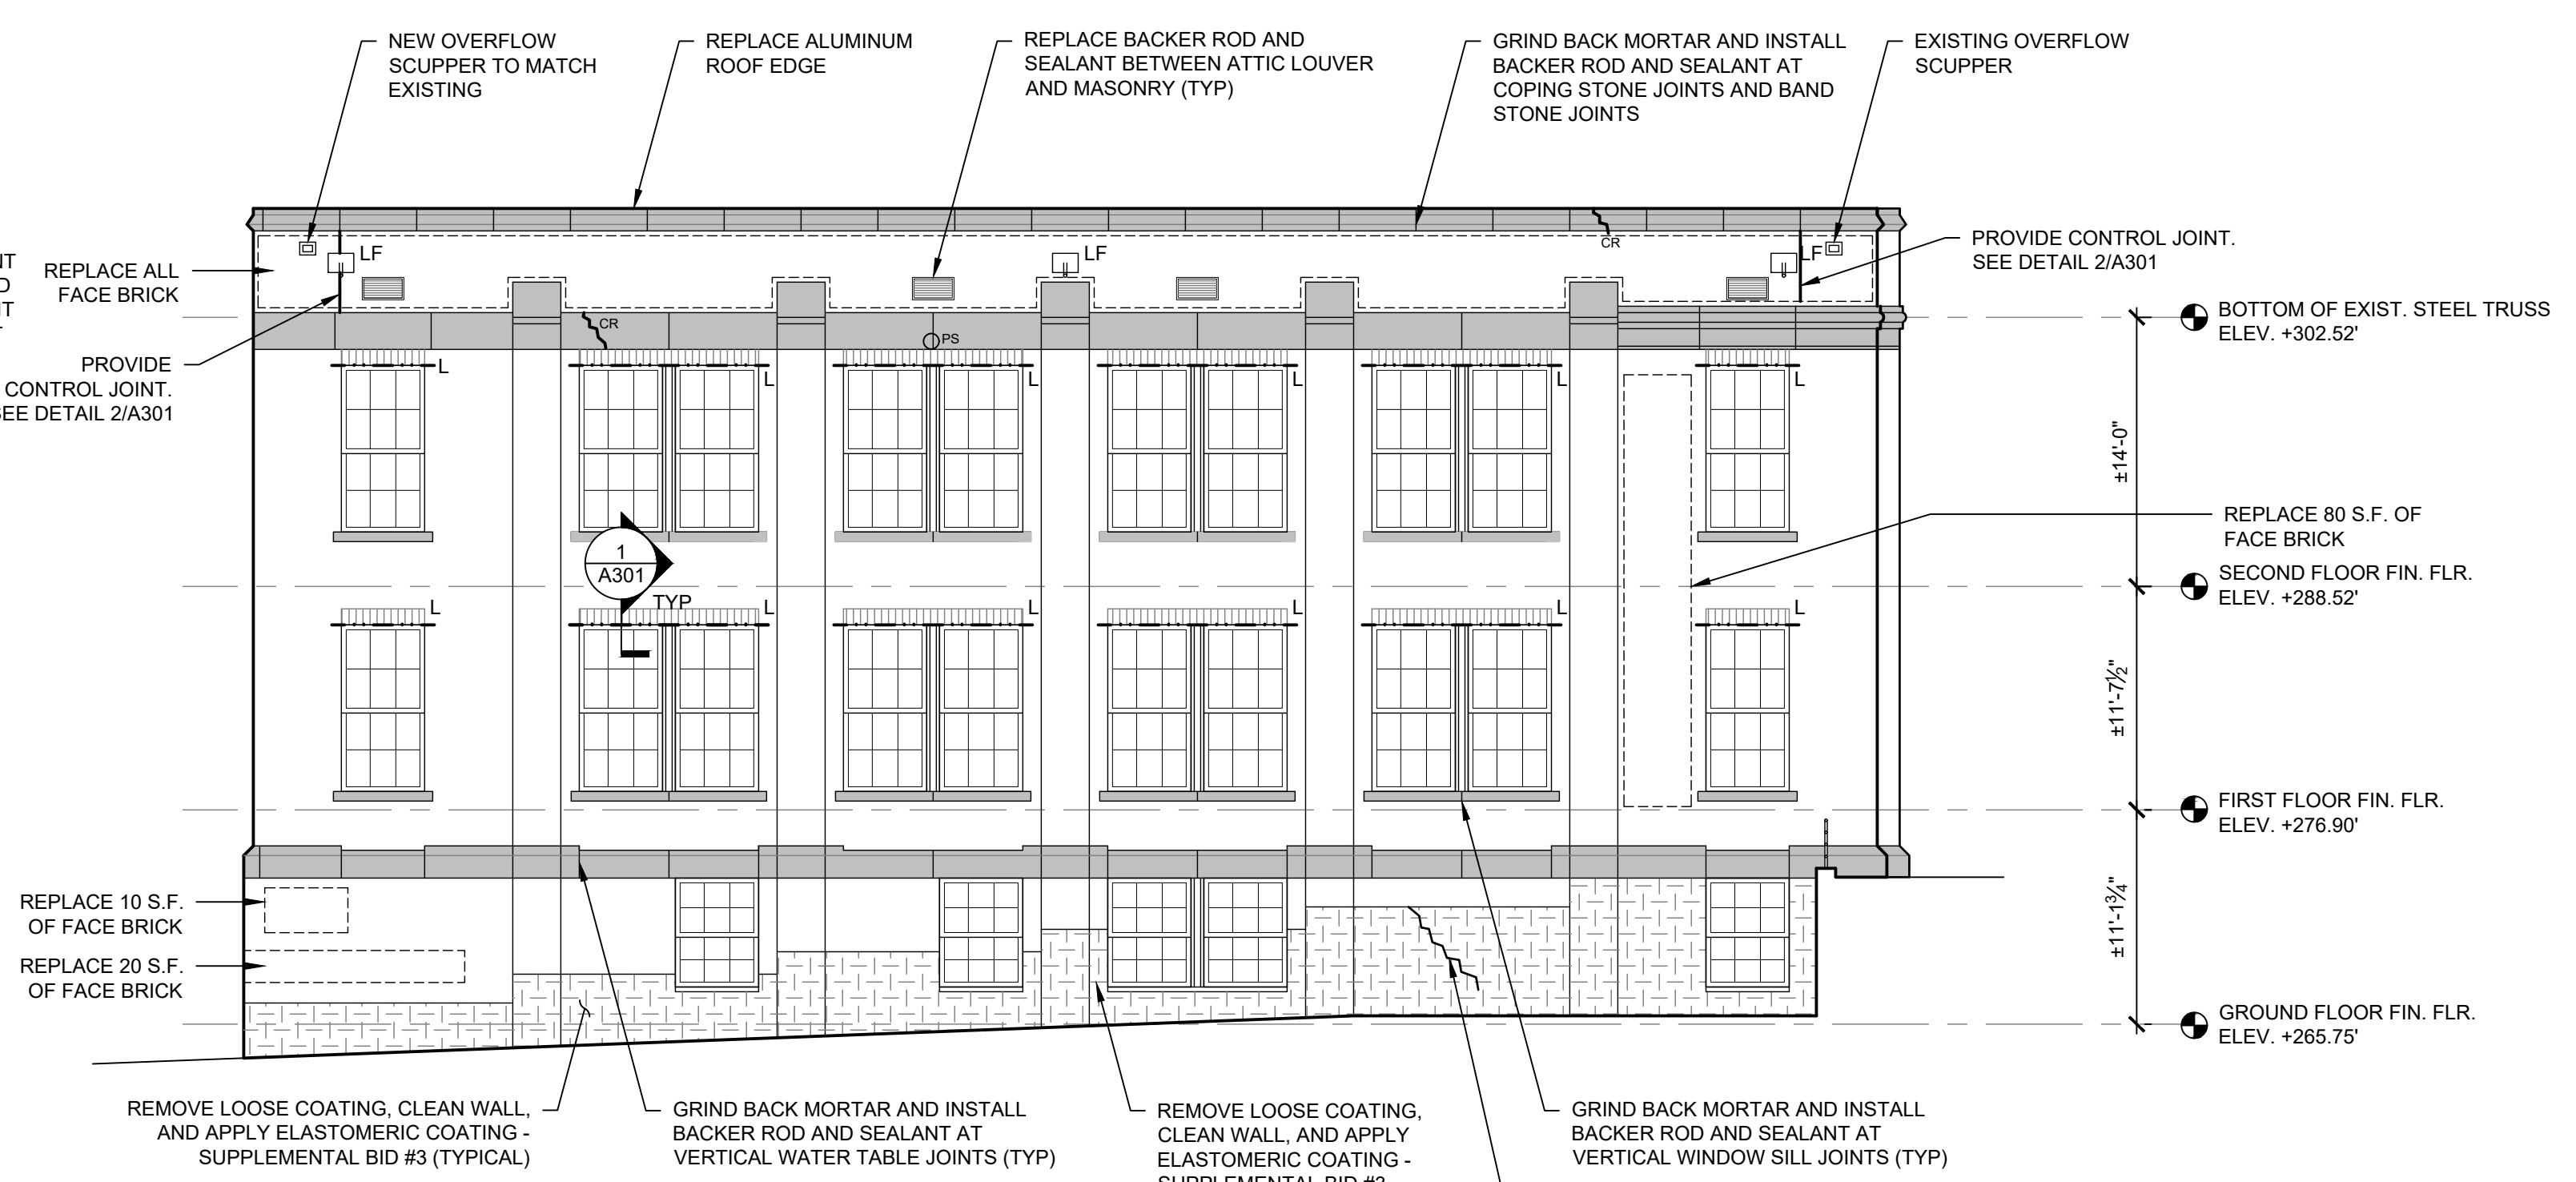 NEW OVERFLOW
SCUPPER TO MATCH
EXISTING
REPLACE ALUMINUM
ROOF EDGE
REPLACE BACKER ROD AND
SEALANT BETWEEN ATTIC LOUVER
AND MASONRY (TYP)
GRIND BACK MORTAR AND INSTALL
BACKER ROD AND SEALANT AT
COPING STONE JOINTS AND BAND
STONE JOINTS
EXISTING OVERFLOW
SCUPPER
REPLACE ALL
FACE BRICK
PROVIDE
CONTROL JOINT.
SEE DETAIL 2/A301
LF
LF
LF
CR
CR
PS
PROVIDE CONTROL JOINT.
SEE DETAIL 2/A301
BOTTOM OF EXIST. STEEL TRUSS
ELEV. +302.52'
L
L
L
L
L
L
±14'-0"
REPLACE 80 S.F. OF
FACE BRICK
1
A301
TYP
SECOND FLOOR FIN. FLR.
ELEV. +288.52'
L
L
L
L
L
L
±11'-7½"
FIRST FLOOR FIN. FLR.
ELEV. +276.90'
±11'-1¾"
REPLACE 10 S.F.
OF FACE BRICK
REPLACE 20 S.F.
OF FACE BRICK
GROUND FLOOR FIN. FLR.
ELEV. +265.75'
REMOVE LOOSE COATING, CLEAN WALL,
AND APPLY ELASTOMERIC COATING -
SUPPLEMENTAL BID #3 (TYPICAL)
GRIND BACK MORTAR AND INSTALL
BACKER ROD AND SEALANT AT
VERTICAL WATER TABLE JOINTS (TYP)
REMOVE LOOSE COATING,
CLEAN WALL, AND APPLY
ELASTOMERIC COATING -
SUPPLEMENTAL BID
GRIND BACK MORTAR AND INSTALL
BACKER ROD AND SEALANT AT
VERTICAL WINDOW SILL JOINTS (TYP)